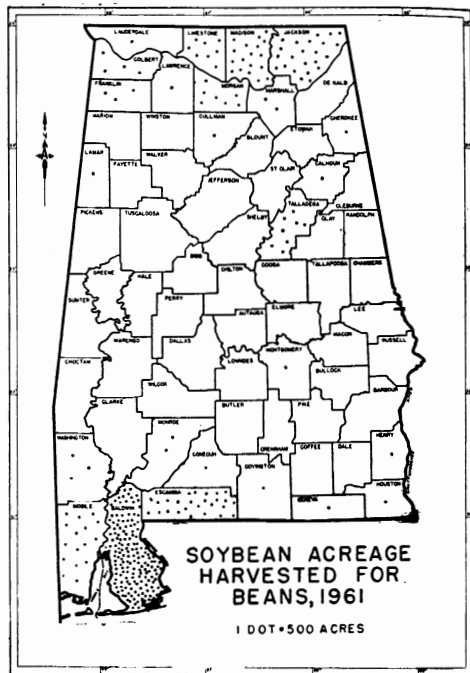 LAUDERDALE
LIMESTONE
MADISON
JACKSON
COLBERT
LAWRENCE
FRANKLIN
MORGAN
MARSHALL
DE KALB
MARION
WINSTON
CULLMAN
CHEROKEE
ETOWAH
BLOUNT
LAMAR
WALKER
FAYETTE
ST CLAIR
CALHOUN
JEFFERSON
TALLADEGA
CLEBURNE
PICKENS
TUSCALOOSA
SHELBY
CLAY
RANDOLPH
BIBB
GREENE
HALE
CHILTON
COOSA
TALLAPOOSA
CHAMBERS
SUMTER
PERRY
AUTAUGA
ELMORE
LEE
MARENGO
DALLAS
MACON
RUSSELL
CHOCTAW
LOWNDES
MONTGOMERY
BULLOCK
WILCOX
BARBOUR
CLARKE
BUTLER
PIKE
MONROE
CRENSHAW
COFFEE
DALE
HENRY
WASHINGTON
CONECUH
COVINGTON
HOUSTON
ESCAMBIA
GENEVA
MOBILE
BALDWIN
SOYBEAN ACREAGE
HARVESTED FOR
BEANS, 1961
1 DOT=500 ACRES